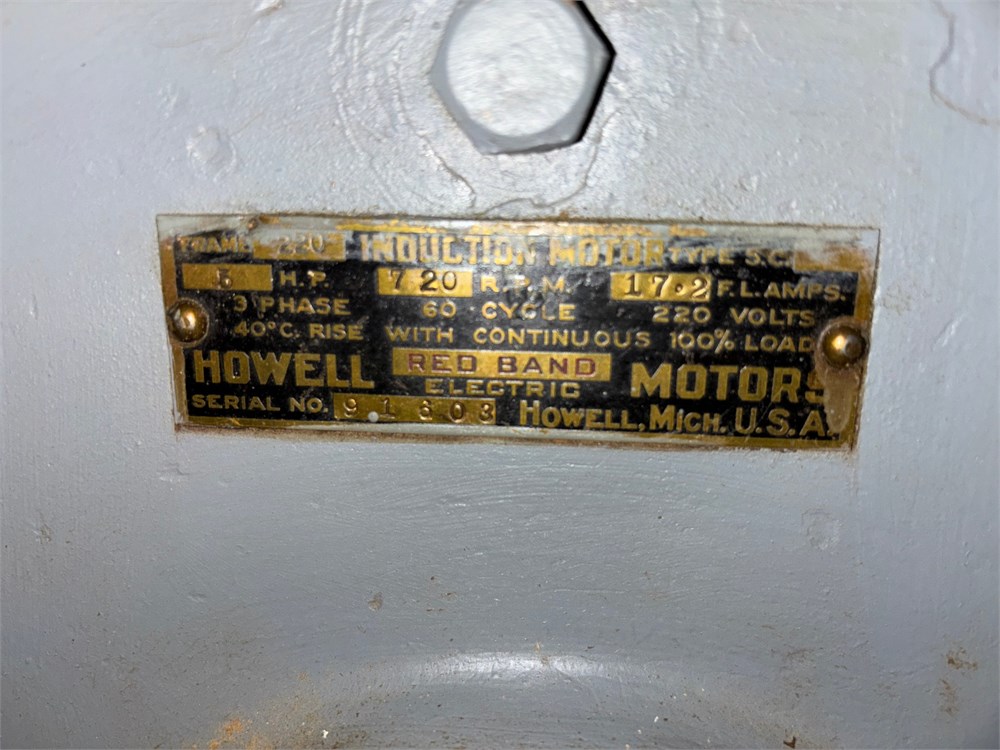 FRAME INDUCTION MOTOR TYPE S.C.
5 H.P. 720 R.P.M. 17.2 F.L. AMPS.
3 PHASE 60 CYCLE 220 VOLTS
40°C. RISE WITH CONTINUOUS 100% LOAD
HOWELL RED BAND MOTORS
ELECTRIC
SERIAL NO. 91603 HOWELL, MICH. U.S.A.